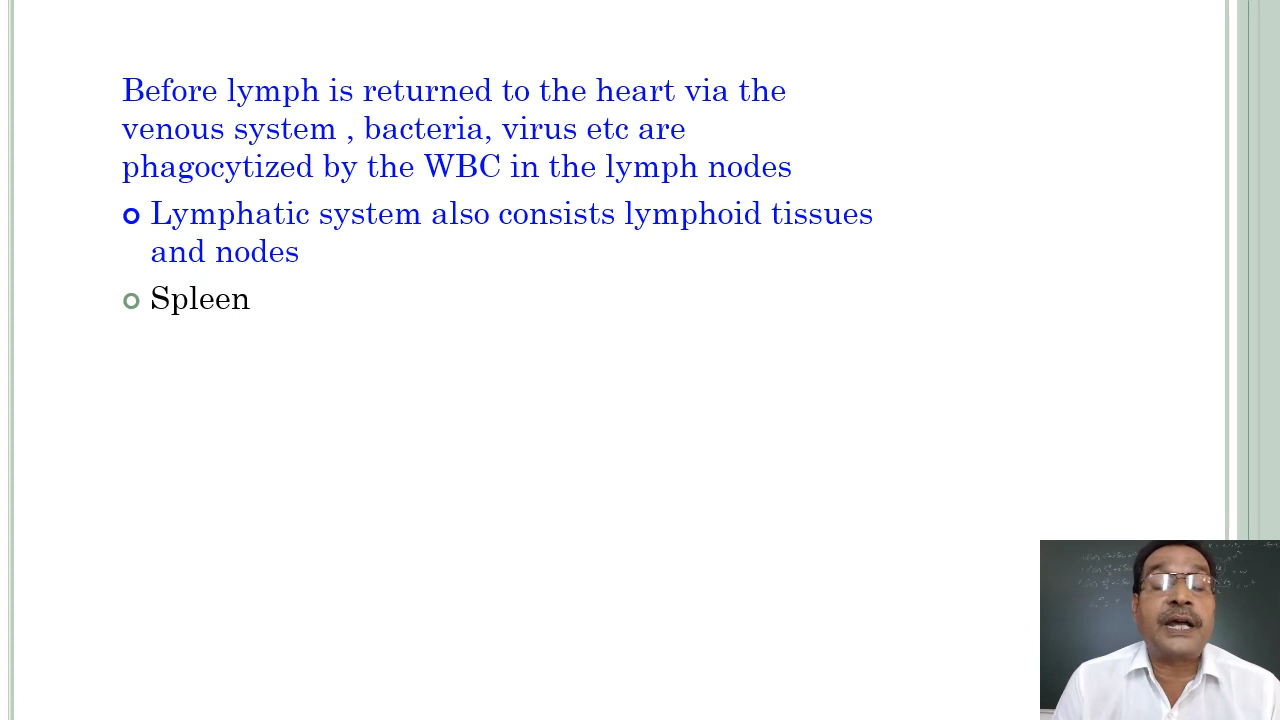 Before lymph is returned to the heart via the
venous system , bacteria, virus etc are
phagocytized by the WBC in the lymph nodes
Lymphatic system also consists lymphoid tissues
and nodes
Spleen